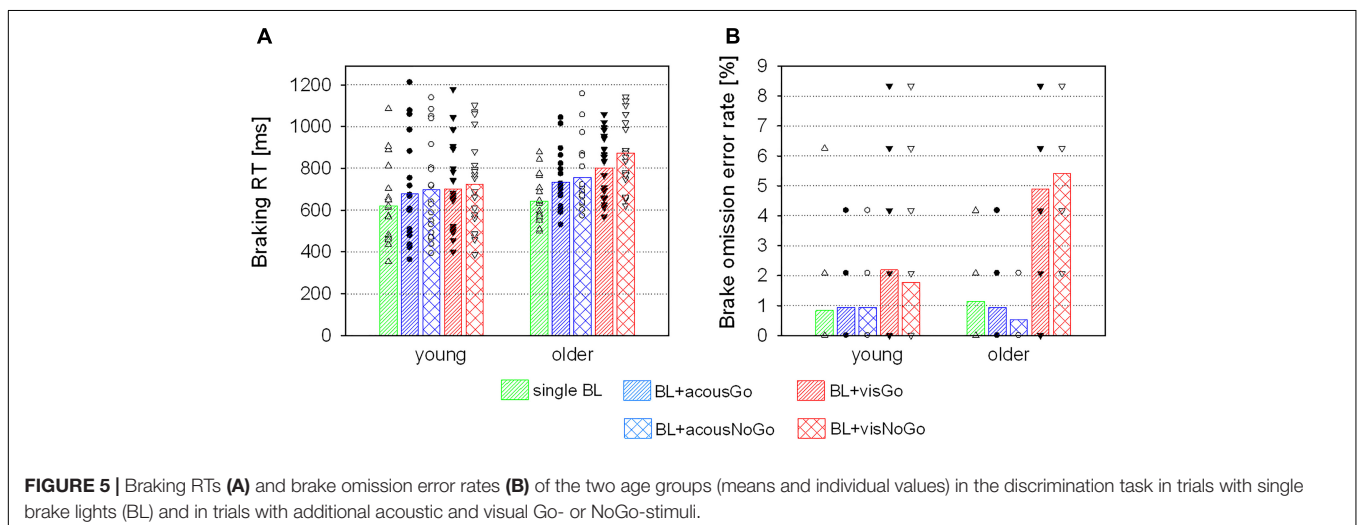 A
B
Braking RT [ms]
1200
1000
800
600
400
200
0
young
older
Brake omission error rate [%]
9
8
7
6
5
4
3
2
1
0
young
older
single BL
BL+acousGo
BL+visGo
BL+acousNoGo
BL+visNoGo
FIGURE 5 | Braking RTs (A) and brake omission error rates (B) of the two age groups (means and individual values) in the discrimination task in trials with single
brake lights (BL) and in trials with additional acoustic and visual Go- or NoGo-stimuli.